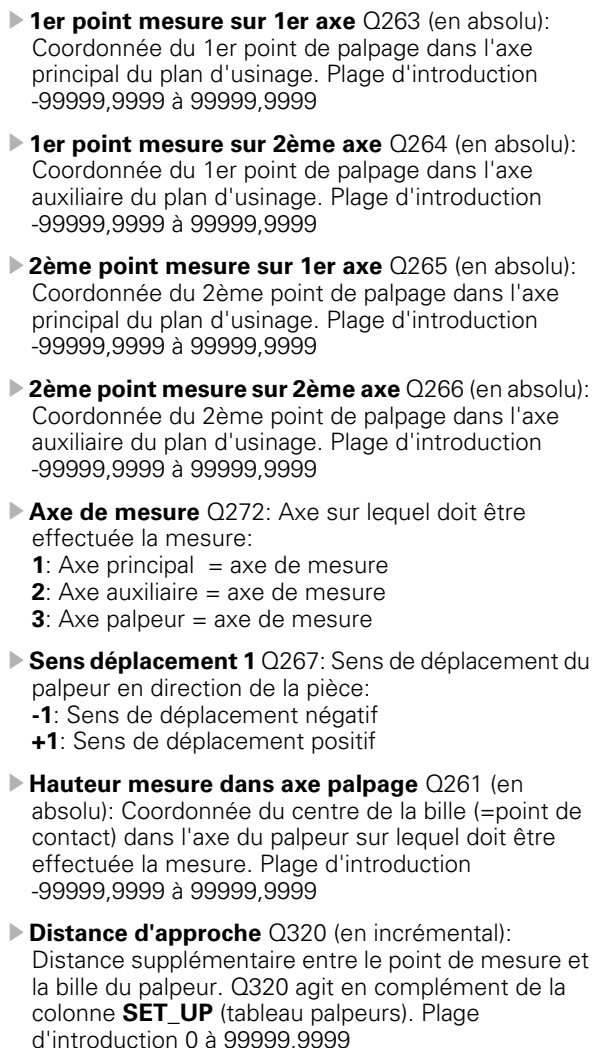 1er point mesure sur 1er axe Q263 (en absolu):
Coordonnée du 1er point de palpage dans l'axe
principal du plan d'usinage. Plage d'introduction
-99999,9999 à 99999,9999
1er point mesure sur 2ème axe Q264 (en absolu):
Coordonnée du 1er point de palpage dans l'axe
auxiliaire du plan d'usinage. Plage d'introduction
-99999,9999 à 99999,9999
2ème point mesure sur 1er axe Q265 (en absolu):
Coordonnée du 2ème point de palpage dans l'axe
principal du plan d'usinage. Plage d'introduction
-99999,9999 à 99999,9999
2ème point mesure sur 2ème axe Q266 (en absolu):
Coordonnée du 2ème point de palpage dans l'axe
auxiliaire du plan d'usinage. Plage d'introduction
-99999,9999 à 99999,9999
Axe de mesure Q272: Axe sur lequel doit être
effectuée la mesure:
1: Axe principal = axe de mesure
2: Axe auxiliaire = axe de mesure
3: Axe palpeur = axe de mesure
Sens déplacement 1 Q267: Sens de déplacement du
palpeur en direction de la pièce:
-1: Sens de déplacement négatif
+1: Sens de déplacement positif
Hauteur mesure dans axe palpage Q261 (en
absolu): Coordonnée du centre de la bille (=point de
contact) dans l'axe du palpeur sur lequel doit être
effectuée la mesure. Plage d'introduction
-99999,9999 à 99999,9999
Distance d'approche Q320 (en incrémental):
Distance supplémentaire entre le point de mesure et
la bille du palpeur. Q320 agit en complément de la
colonne SET_UP (tableau palpeurs). Plage
d'introduction 0 à 99999,9999